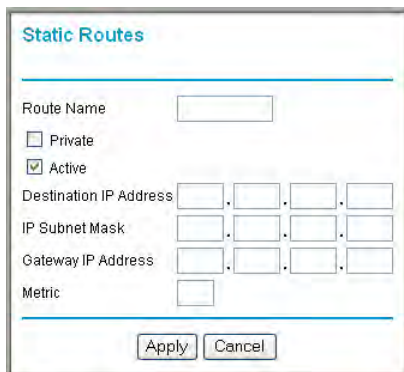 Static Routes
Route Name
Private
Active
Destination IP Address . . .
IP Subnet Mask . . .
Gateway IP Address . . .
Metric
Apply Cancel